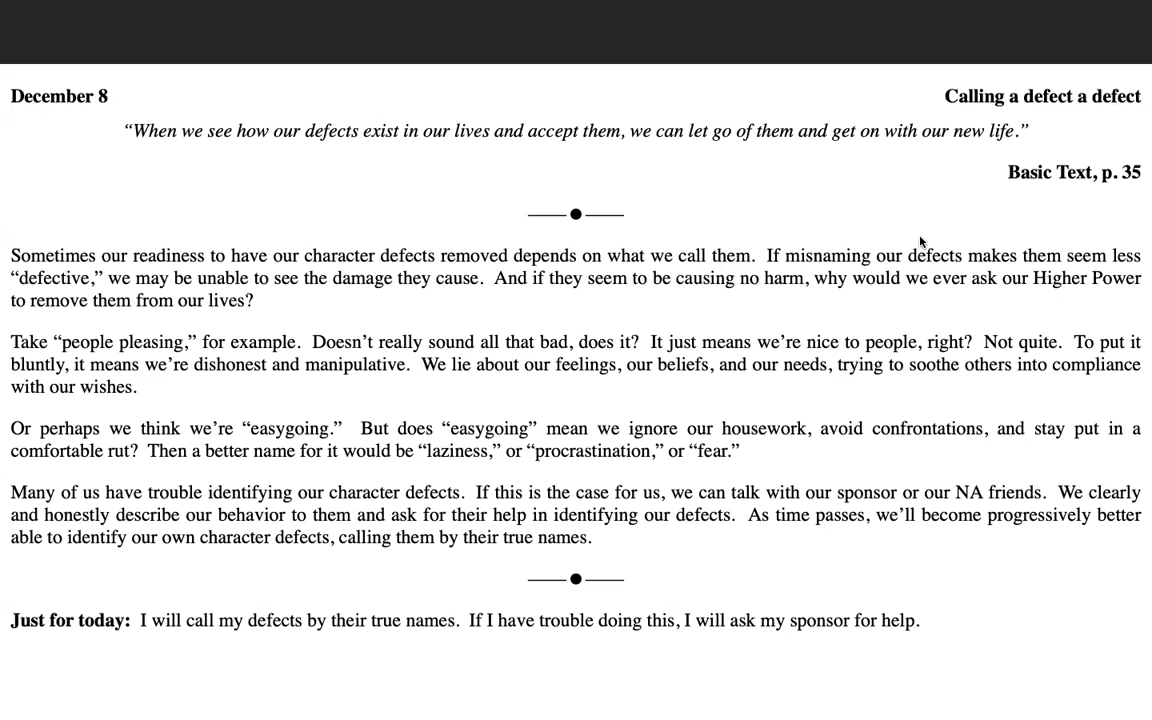 December 8
Calling a defect a defect
“When we see how our defects exist in our lives and accept them, we can let go of them and get on with our new life.”
Basic Text, p. 35
Sometimes our readiness to have our character defects removed depends on what we call them. If misnaming our defects makes them seem less
“defective,” we may be unable to see the damage they cause. And if they seem to be causing no harm, why would we ever ask our Higher Power
to remove them from our lives?
Take “people pleasing,” for example. Doesn’t really sound all that bad, does it? It just means we’re nice to people, right? Not quite. To put it
bluntly, it means we’re dishonest and manipulative. We lie about our feelings, our beliefs, and our needs, trying to soothe others into compliance
with our wishes.
Or perhaps we think we’re “easygoing.” But does “easygoing” mean we ignore our housework, avoid confrontations, and stay put in a
comfortable rut? Then a better name for it would be “laziness,” or “procrastination,” or “fear.”
Many of us have trouble identifying our character defects. If this is the case for us, we can talk with our sponsor or our NA friends. We clearly
and honestly describe our behavior to them and ask for their help in identifying our defects. As time passes, we’ll become progressively better
able to identify our own character defects, calling them by their true names.
Just for today: I will call my defects by their true names. If I have trouble doing this, I will ask my sponsor for help.